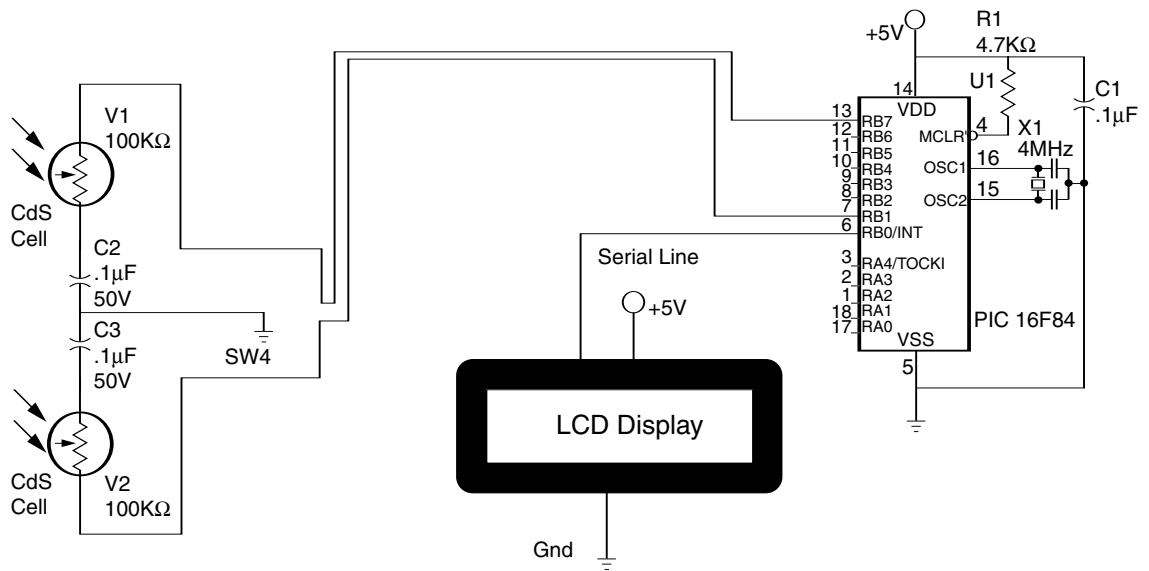 +5V
R1
4.7KΩ
U1
C1
.1µF
14
VDD
13
RB7
12
RB6
11
RB5
10
RB4
9
RB3
8
RB2
7
RB1
6
RB0/INT
3
RA4/TOCKI
2
RA3
1
RA2
18
RA1
17
RA0
MCLR'
4
X1
4MHz
OSC1
16
OSC2
15
PIC 16F84
VSS
5
V1
100KΩ
CdS
Cell
C2
.1µF
50V
C3
.1µF
50V
SW4
CdS
Cell
V2
100KΩ
Serial Line
+5V
LCD Display
Gnd